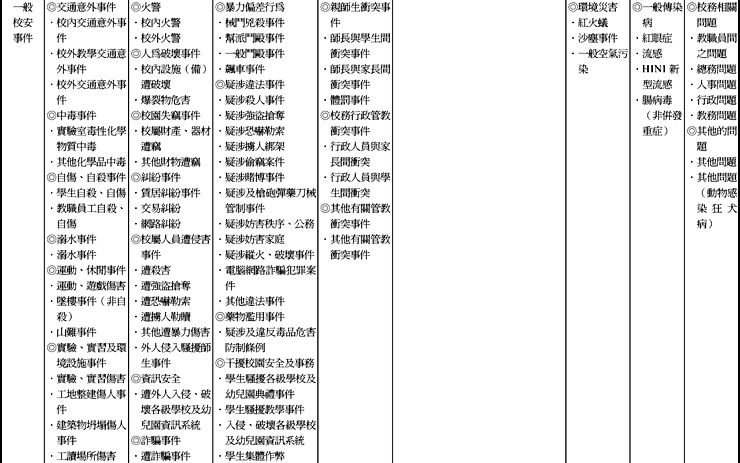 一般
校安
事件
◎交通意外事件
・校內交通意外事
件
・校外教學交通意
外事件
・校外交通意外事
件
◎中毒事件
・實驗室毒性化學
物質中毒
・其他化學品中毒
◎自傷、自殺事件
・學生自殺、自傷
・教職員工自殺、
自傷
◎溺水事件
・溺水事件
◎運動、休閒事件
・運動、遊戲傷害
・墜樓事件（非自
殺）
・山難事件
◎實驗、實習及環
境設施事件
・實驗、實習傷害
・工地整建傷人事
件
・建築物坍塌傷人
事件
・工讀場所傷害
◎火警
・校內火警
・校外火警
◎人為破壞事件
・校內設施（備）
遭破壞
・爆裂物危害
◎校園失竊事件
・校屬財產、器材
遭竊
・其他財物遭竊
◎糾紛事件
・賃居糾紛事件
・交易糾紛
・網路糾紛
◎校屬人員遭侵害
事件
・遭殺害
・遭強盜搶奪
・遭恐嚇勒索
・遭擄人勒贖
・其他遭暴力傷害
・外人侵入騷擾師
生事件
◎資訊安全
・遭外人入侵、破
壞各級學校及幼
兒園資訊系統
◎詐騙事件
・遭詐騙事件
◎暴力偏差行為
・械鬥兇殺事件
・幫派鬥毆事件
・一般鬥毆事件
・飆車事件
◎疑涉違法事件
・疑涉殺人事件
・疑涉強盜搶奪
・疑涉恐嚇勒索
・疑涉擄人綁架
・疑涉偷竊案件
・疑涉賭博事件
・疑涉及槍砲彈藥刀械
管制事件
・疑涉妨害秩序、公務
・疑涉妨害家庭
・疑涉縱火、破壞事件
・電腦網路詐騙犯罪案
件
・其他違法事件
◎藥物濫用事件
・疑涉及違反毒品危害
防制條例
◎干擾校園安全及事務
・學生騷擾各級學校及
幼兒園典禮事件
・學生騷擾教學事件
・入侵、破壞各級學校
及幼兒園資訊系統
・學生集體作弊
◎親師生衝突事
件
・師長與學生間
衝突事件
・師長與家長間
衝突事件
・體罰事件
◎校務行政管教
衝突事件
・行政人員與家
長間衝突
・行政人員與學
生間衝突
◎其他有關管教
衝突事件
・其他有關管教
衝突事件
◎環境災害
・紅火蟻
・沙塵事件
・一般空氣污
染
◎一般傳染
病
・紅眼症
・流感
・H1N1 新
型流感
・腸病毒
（非併發
重症）
◎校務相關
問題
・教職員間
之問題
・總務問題
・人事問題
・行政問題
・教務問題
◎其他的問
題
・其他問題
・其他問題
（動物感
染狂犬
病）